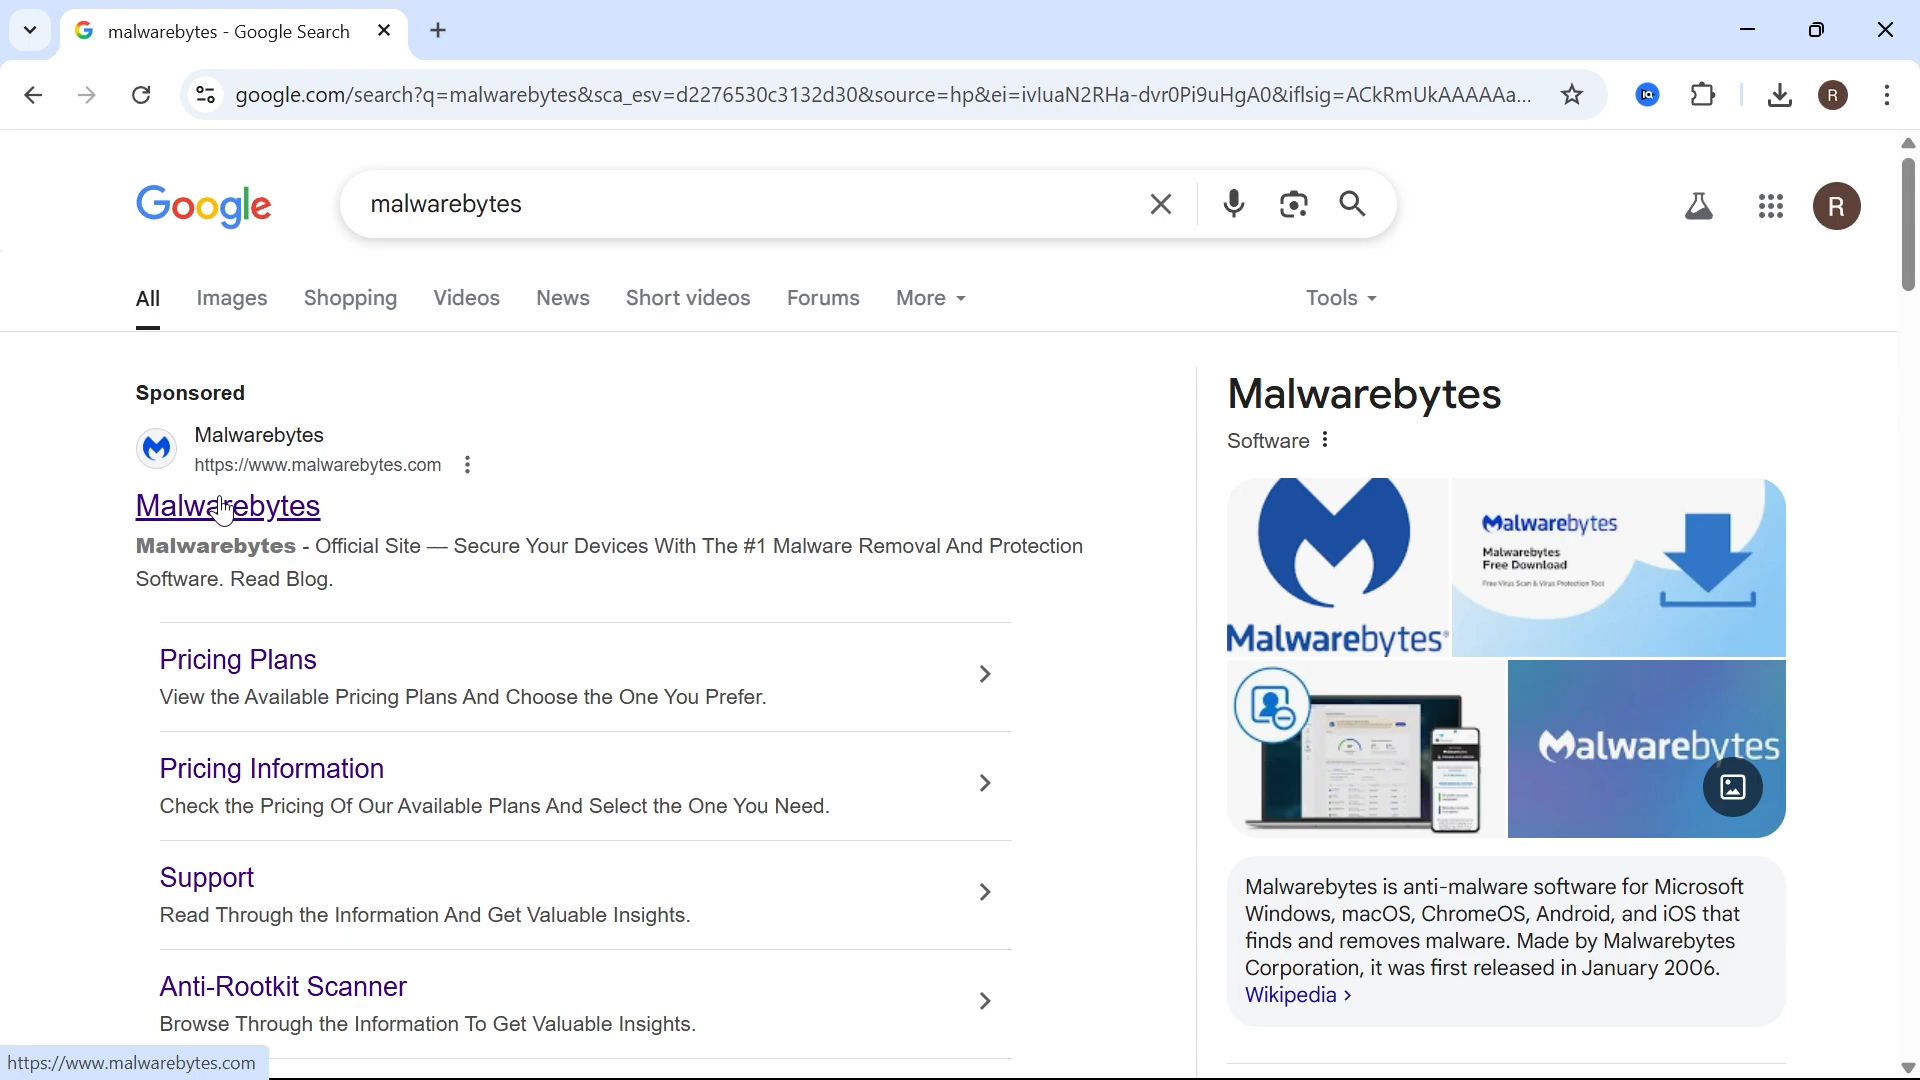 malwarebytes - Google Search
google.com/search?q=malwarebytes&sca_esv=d2276530c3132d30&source=hp&ei=ivIuaN2RHa-dvr0Pi9uHgA0&iflsig=ACkRmUkAAAAAa...
R
Google
malwarebytes
R
All Images Shopping Videos News Short videos Forums More Tools
Sponsored
Malwarebytes
https://www.malwarebytes.com
Malwarebytes
Malwarebytes - Official Site — Secure Your Devices With The #1 Malware Removal And Protection
Software. Read Blog.
Pricing Plans
View the Available Pricing Plans And Choose the One You Prefer.
Pricing Information
Check the Pricing Of Our Available Plans And Select the One You Need.
Support
Read Through the Information And Get Valuable Insights.
Anti-Rootkit Scanner
Browse Through the Information To Get Valuable Insights.
https://www.malwarebytes.com
Malwarebytes
Software
Malwarebytes
Malwarebytes
Malwarebytes
Free Download
Free Virus Scan & Virus Protection Tool
Malwarebytes
Malwarebytes is anti-malware software for Microsoft
Windows, macOS, ChromeOS, Android, and iOS that
finds and removes malware. Made by Malwarebytes
Corporation, it was first released in January 2006.
Wikipedia ›